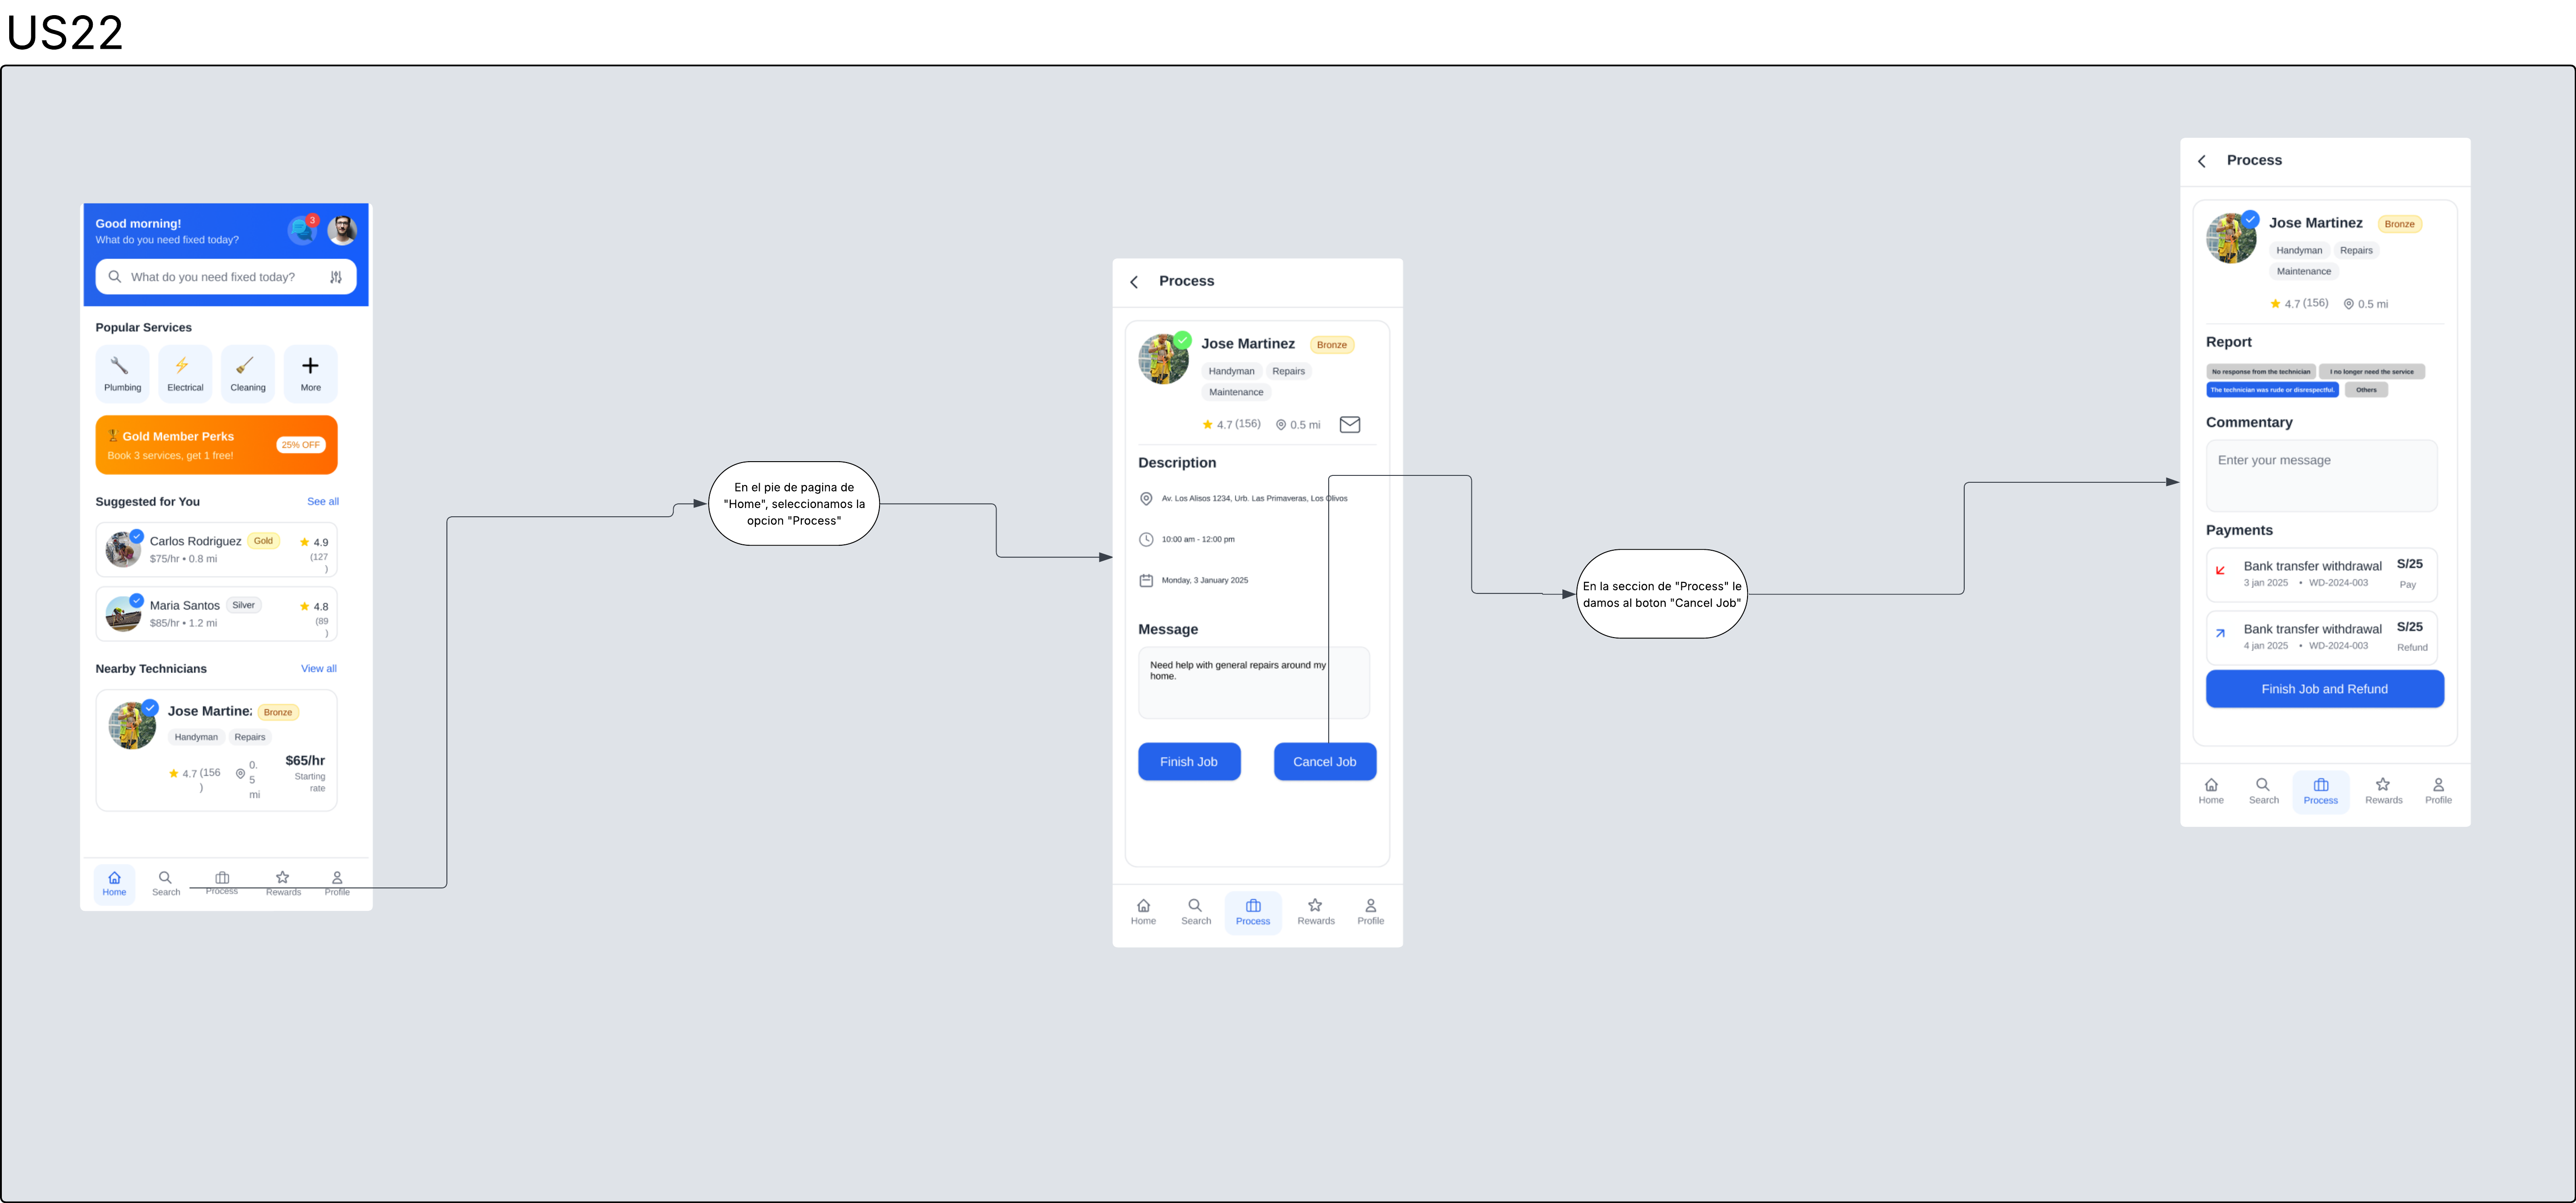 US22
Good morning!
What do you need fixed today?
3
What do you need fixed today?
Popular Services
Plumbing
Electrical
Cleaning
More
Gold Member Perks
Book 3 services, get 1 free!
25% OFF
Suggested for You
See all
Carlos Rodriguez
Gold
4.9
$75/hr • 0.8 mi
(127
)
Maria Santos
Silver
4.8
$85/hr • 1.2 mi
(89
)
Nearby Technicians
View all
Jose Martinez
Bronze
Handyman
Repairs
4.7 (156
)
0.
5
mi
$65/hr
Starting
rate
Home
Search
Process
Rewards
Profile
En el pie de pagina de
"Home", seleccionamos la
opcion "Process"
Process
Jose Martinez
Bronze
Handyman
Repairs
Maintenance
4.7 (156)
0.5 mi
Description
Av. Los Alisos 1234, Urb. Las Primaveras, Los Olivos
10:00 am - 12:00 pm
Monday, 3 January 2025
Message
Need help with general repairs around my
home.
Finish Job
Cancel Job
Home
Search
Process
Rewards
Profile
En la seccion de "Process" le
damos al boton "Cancel Job"
Process
Jose Martinez
Bronze
Handyman
Repairs
Maintenance
4.7 (156)
0.5 mi
Report
No response from the technician
I no longer need the service
The technician was rude or disrespectful.
Others
Commentary
Enter your message
Payments
Bank transfer withdrawal
S/25
3 jan 2025 • WD-2024-003
Pay
Bank transfer withdrawal
S/25
4 jan 2025 • WD-2024-003
Refund
Finish Job and Refund
Home
Search
Process
Rewards
Profile